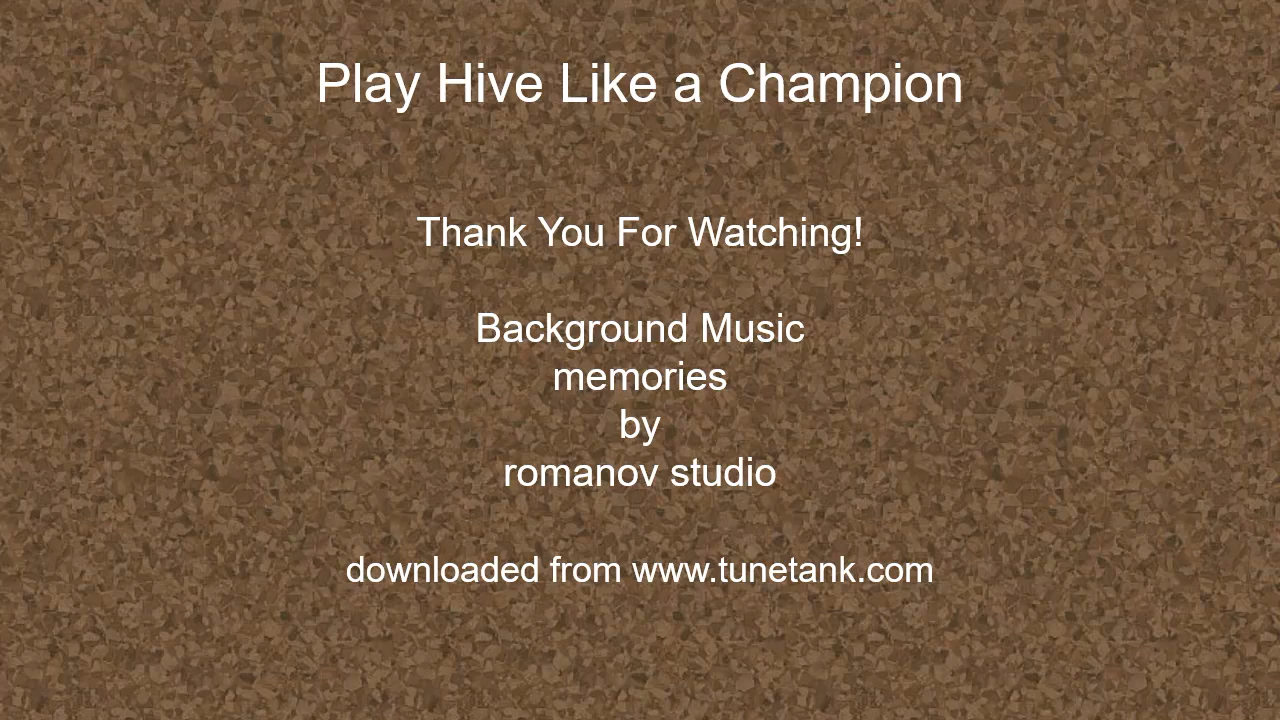 Play Hive Like a Champion
Thank You For Watching!
Background Music
memories
by
romanov studio
downloaded from www.tunetank.com